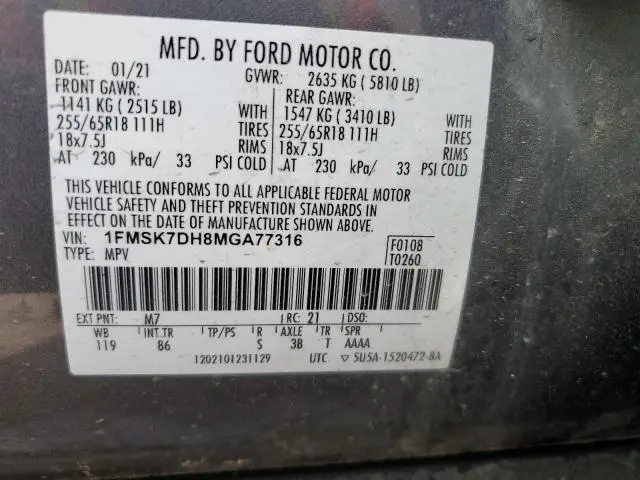 MFD. BY FORD MOTOR CO.
DATE: 01/21 GVWR: 2635 KG ( 5810 LB)
FRONT GAWR: REAR GAWR:
1141 KG ( 2515 LB) WITH 1547 KG ( 3410 LB) WITH
255/65R18 111H TIRES 255/65R18 111H TIRES
18x7.5J RIMS 18x7.5J RIMS
AT 230 kPa/ 33 PSI COLD AT 230 kPa/ 33 PSI COLD
THIS VEHICLE CONFORMS TO ALL APPLICABLE FEDERAL MOTOR
VEHICLE SAFETY AND THEFT PREVENTION STANDARDS IN
EFFECT ON THE DATE OF MANUFACTURE SHOWN ABOVE.
VIN: 1FMSK7DH8MGA77316 F0108
TYPE: MPV T0260
EXT PNT: M7 RC: 21 DSO:
WB INT TR TP/PS R AXLE TR SPR
119 86 S 3B T AAAA
1202101231129 UTC ▽ 5U5A-1520472-BA